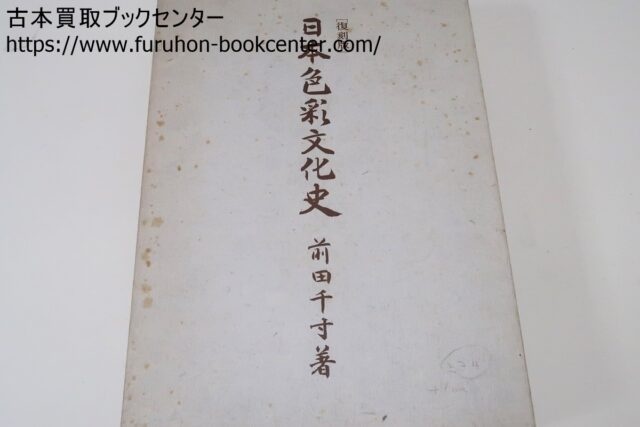 古本買取ブックセンター
https://www.furuhon-bookcenter.com/
［復刻版］
日本色彩文化史
前田千寸著